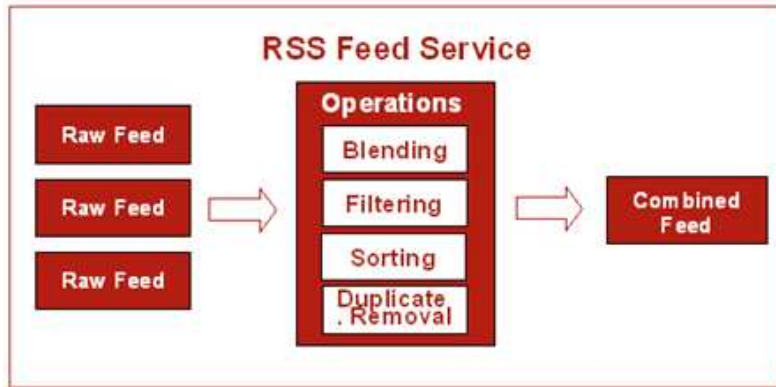 RSS Feed Service
Operations
Raw Feed
Raw Feed
Raw Feed
Blending
Filtering
Sorting
Duplicate
. Removal
Combined
Feed